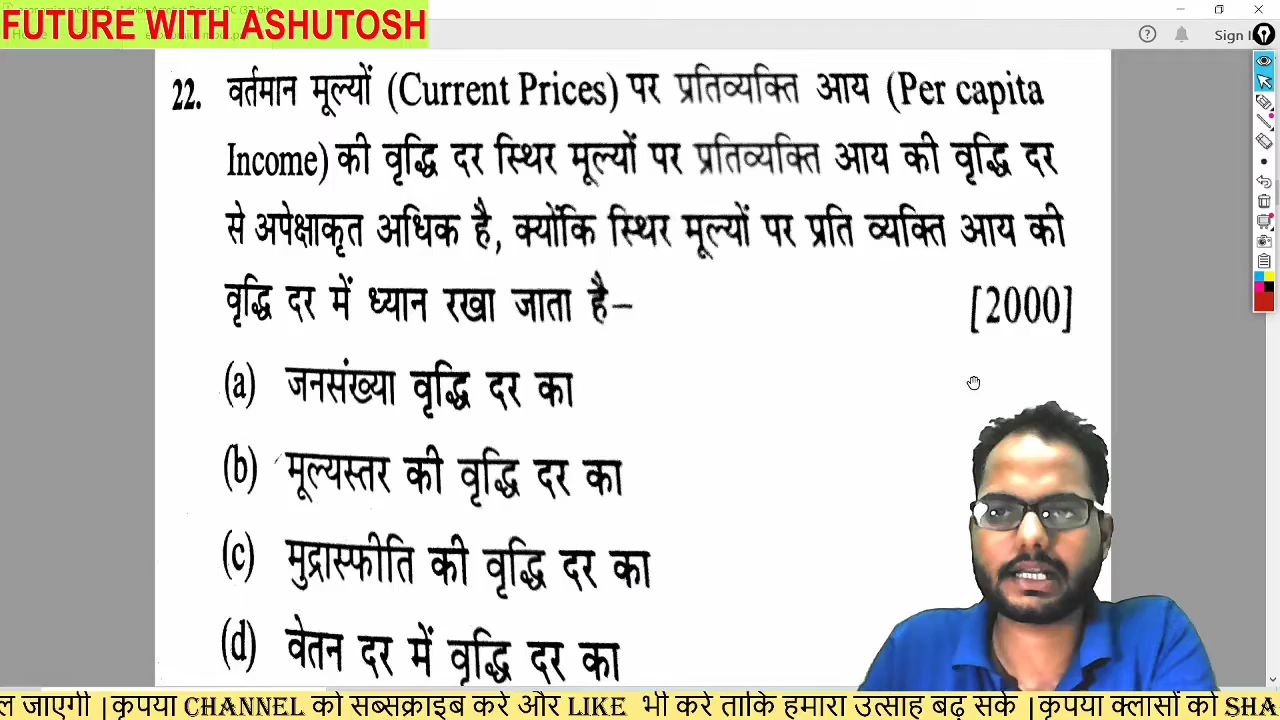 FUTURE WITH ASHUTOSH
Sign I
22. वर्तमान मूल्यों (Current Prices) पर प्रतिव्यक्ति आय (Per capita
Income) की वृद्धि दर स्थिर मूल्यों पर प्रतिव्यक्ति आय की वृद्धि दर
से अपेक्षाकृत अधिक है, क्योंकि स्थिर मूल्यों पर प्रति व्यक्ति आय की
वृद्धि दर में ध्यान रखा जाता है– [2000]
(a) जनसंख्या वृद्धि दर का
(b) मूल्यस्तर की वृद्धि दर का
(c) मुद्रास्फीति की वृद्धि दर का
(d) वेतन दर में वृद्धि दर का
ल जाएगी ।कृपया CHANNEL को सब्सक्राइब करे और LIKE भी करे ताकि हमारा उत्साह बढ़ सके ।कृपया क्लासों को SHA